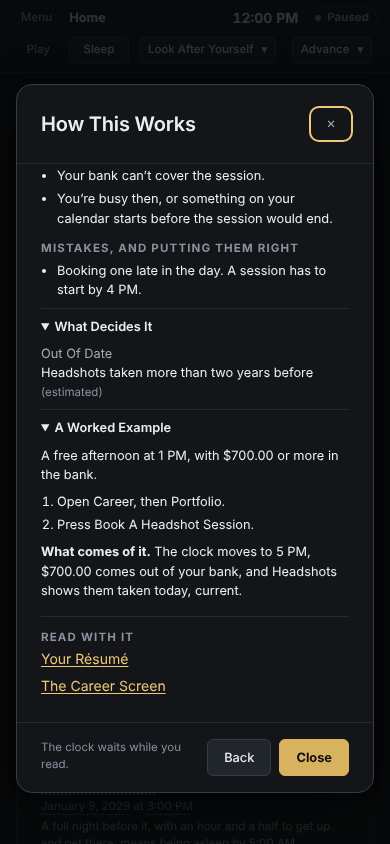 Menu Home 12:00 PM Paused
Play Sleep Look After Yourself ▾ Advance ▾
How This Works
×
• Your bank can’t cover the session.
• You’re busy then, or something on your
calendar starts before the session would end.
MISTAKES, AND PUTTING THEM RIGHT
• Booking one late in the day. A session has to
start by 4 PM.
▼ What Decides It
Out Of Date
Headshots taken more than two years before
(estimated)
▼ A Worked Example
A free afternoon at 1 PM, with $700.00 or more in
the bank.
1. Open Career, then Portfolio.
2. Press Book A Headshot Session.
What comes of it. The clock moves to 5 PM,
$700.00 comes out of your bank, and Headshots
shows them taken today, current.
READ WITH IT
Your Résumé
The Career Screen
The clock waits while you
read.
Back Close
January 9, 2029 at 3:00 PM
A full night before it, with an hour and a half to get up